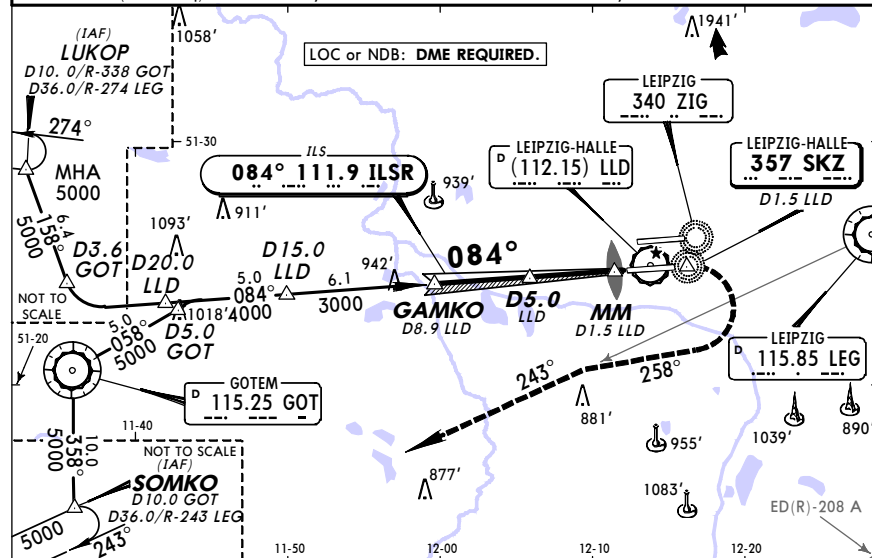 1058'
1941'
(IAF)
LUKOP
D10. 0/R-338 GOT
D36.0/R-274 LEG
LOC or NDB: DME REQUIRED.
LEIPZIG
340 ZIG
274°
51-30
MHA
5000
ILS
084° 111.9 ILSR
LEIPZIG-HALLE
D (112.15) LLD
LEIPZIG-HALLE
357 SKZ
D1.5 LLD
939'
911'
6.4
158°
5000
1093'
D3.6
GOT
D20.0
LLD
D15.0
LLD
942'
084°
5.0
084°
4000
6.1
3000
GAMKO
D8.9 LLD
D5.0
LLD
MM
D1.5 LLD
NOT TO
SCALE
1018'
D5.0
GOT
5.0
058°
5000
51-20
LEIPZIG
D 115.85 LEG
243°
258°
GOTEM
D 115.25 GOT
881'
1039'
890'
11-40
10.0
358°
5000
NOT TO SCALE
(IAF)
SOMKO
D10.0 GOT
D36.0/R-243 LEG
955'
877'
1083'
5000
243°
ED(R)-208 A
11-50
12-00
12-10
12-20